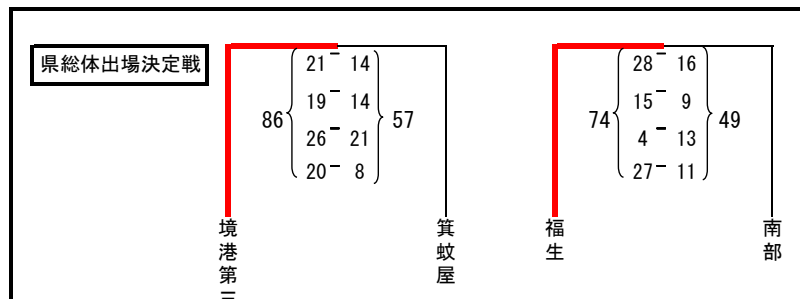 県総体出場決定戦
21 - 14
19 - 14
86 57
26 - 21
20 - 8
28 - 16
15 - 9
74 49
4 - 13
27 - 11
境港第三
箕蚊屋
福生
南部